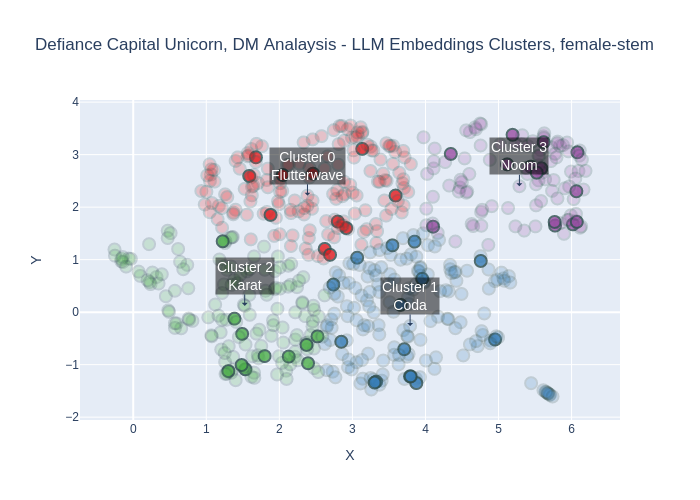 Defiance Capital Unicorn, DM Analaysis - LLM Embeddings Clusters, female-stem
4
3
2
1
0
−1
−2
Y
Cluster 0
Flutterwave
Cluster 3
Noom
Cluster 2
Karat
Cluster 1
Coda
0
1
2
3
4
5
6
X